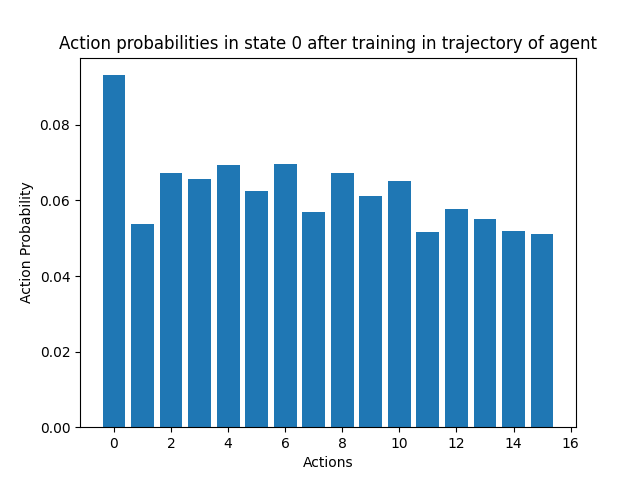 Action probabilities in state 0 after training in trajectory of agent
0.08
0.06
0.04
0.02
0.00
Action Probability
0 2 4 6 8 10 12 14 16
Actions